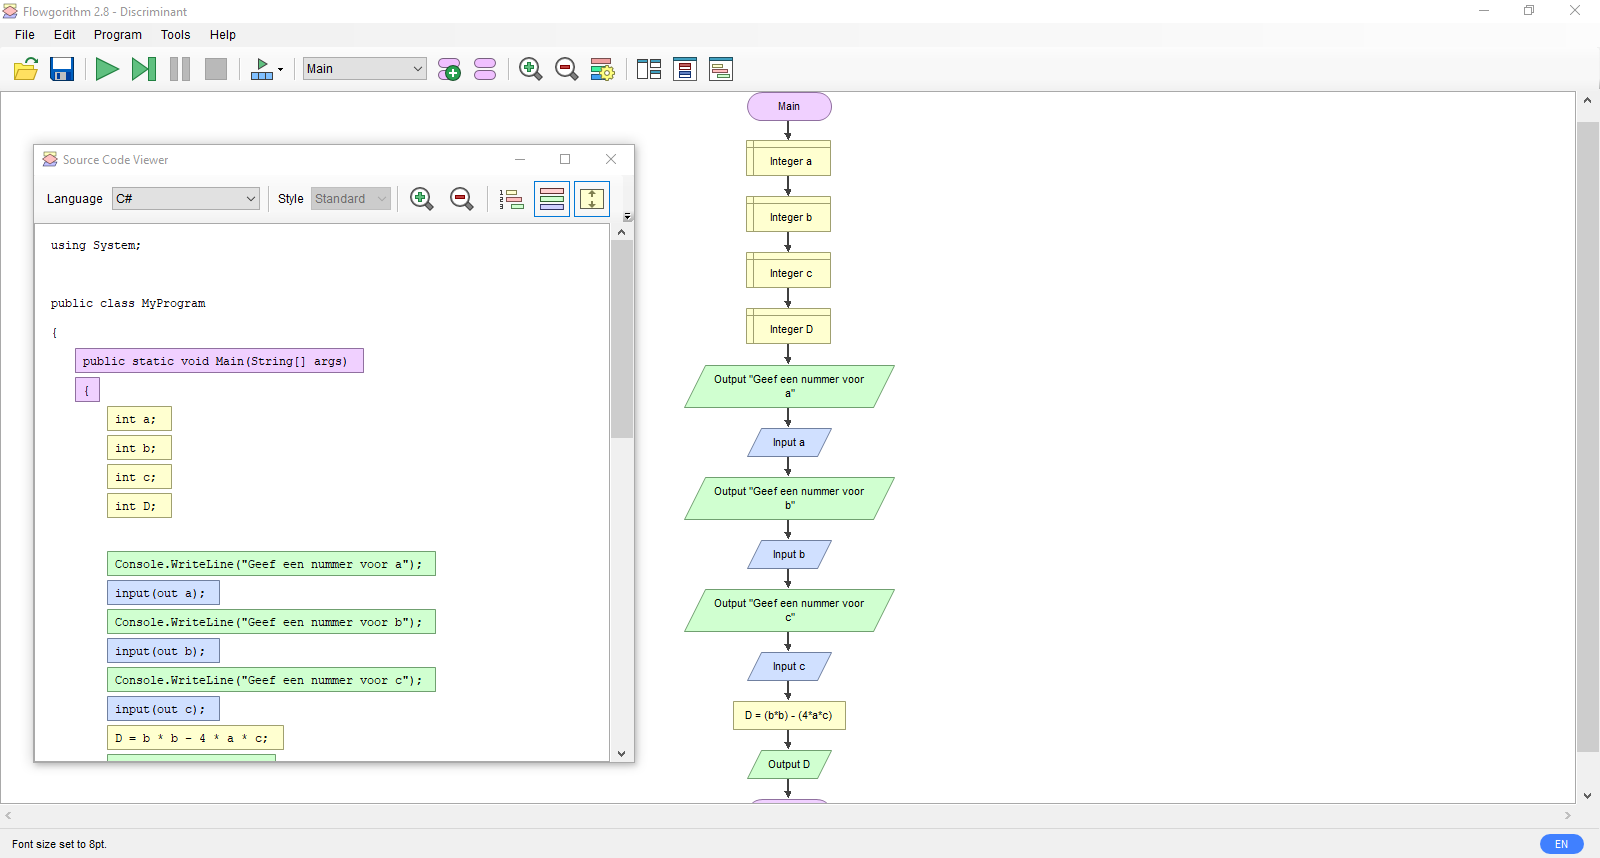 Flowgorithm 2.8 - Discriminant
File Edit Program Tools Help
Main
Source Code Viewer
Language C# Style Standard
1
2
3
using System;
public class MyProgram
{
public static void Main(String[] args)
{
int a;
int b;
int c;
int D;
Console.WriteLine("Geef een nummer voor a");
input(out a);
Console.WriteLine("Geef een nummer voor b");
input(out b);
Console.WriteLine("Geef een nummer voor c");
input(out c);
D = b * b - 4 * a * c;
Main
Integer a
Integer b
Integer c
Integer D
Output "Geef een nummer voor
a"
Input a
Output "Geef een nummer voor
b"
Input b
Output "Geef een nummer voor
c"
Input c
D = (b*b) - (4*a*c)
Output D
Font size set to 8pt.
EN